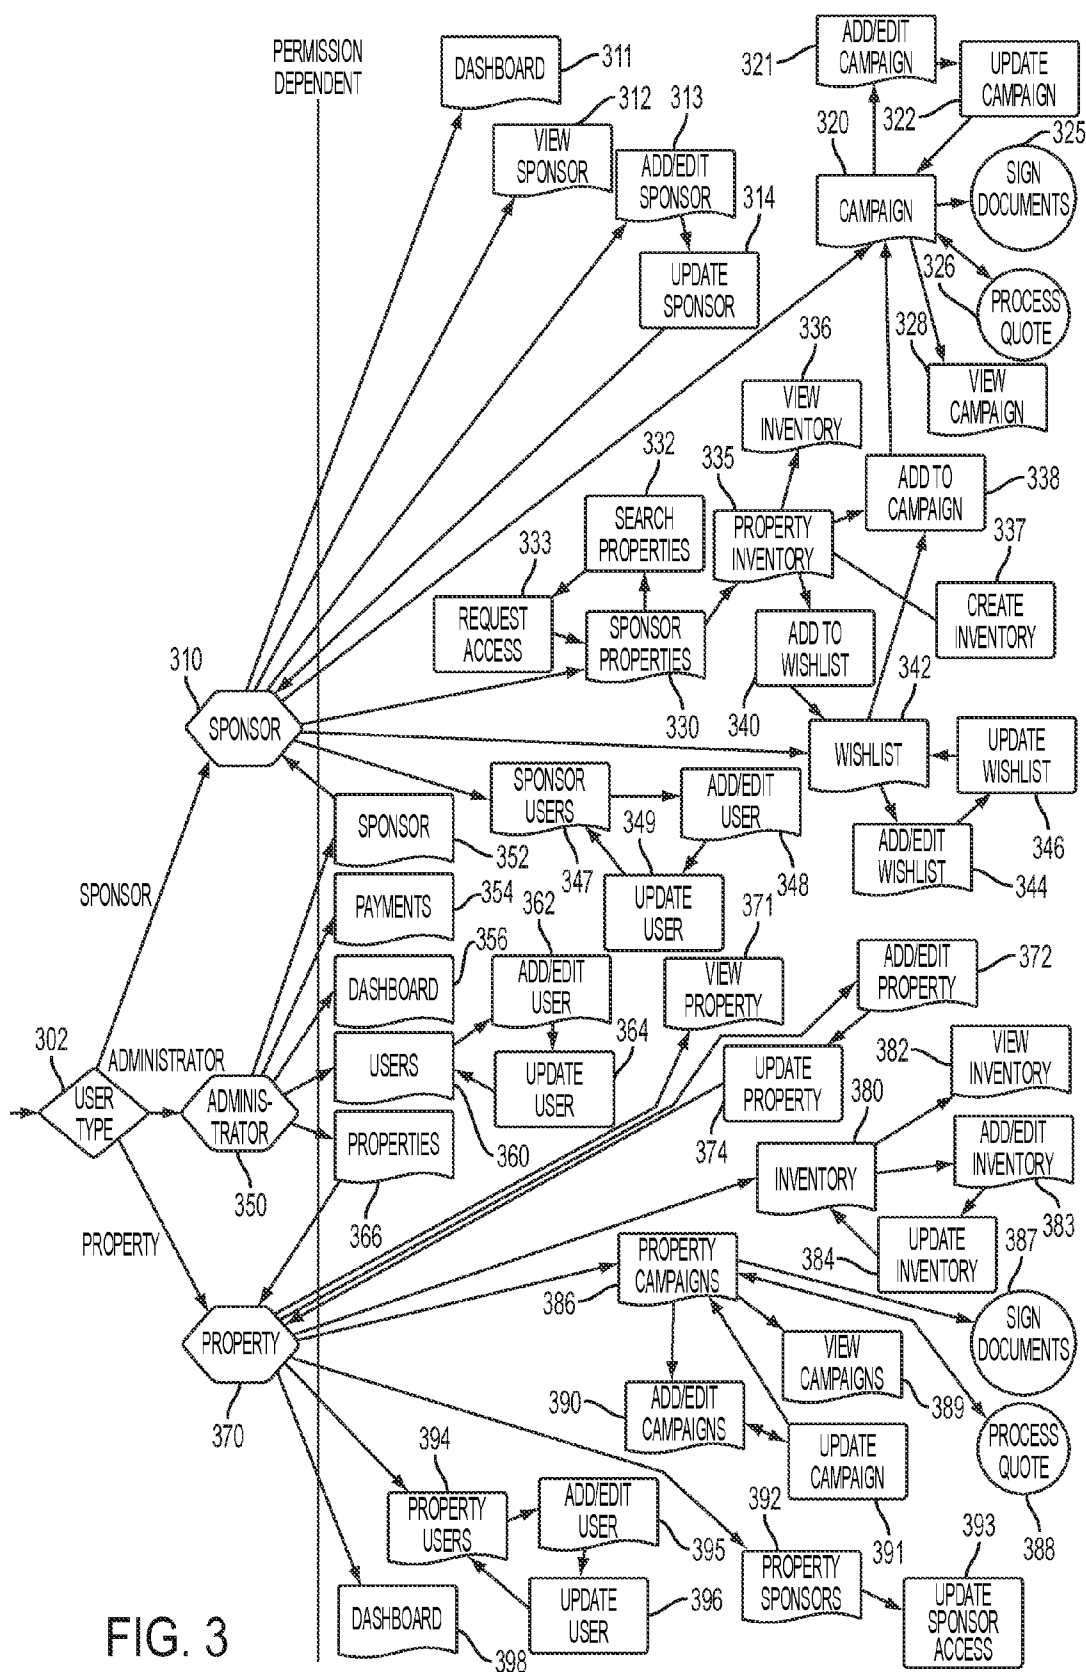 PERMISSION
DEPENDENT
DASHBOARD
311
312
VIEW
SPONSOR
313
ADD/EDIT
SPONSOR
314
UPDATE
SPONSOR
321
ADD/EDIT
CAMPAIGN
UPDATE
CAMPAIGN
322
320
CAMPAIGN
325
SIGN
DOCUMENTS
326
PROCESS
QUOTE
328
VIEW
CAMPAIGN
336
VIEW
INVENTORY
332
SEARCH
PROPERTIES
335
PROPERTY
INVENTORY
ADD TO
CAMPAIGN
338
333
REQUEST
ACCESS
SPONSOR
PROPERTIES
330
337
CREATE
INVENTORY
ADD TO
WISHLIST
340
342
WISHLIST
UPDATE
WISHLIST
346
ADD/EDIT
WISHLIST
344
310
SPONSOR
SPONSOR
USERS
347
349
ADD/EDIT
USER
348
UPDATE
USER
SPONSOR
352
SPONSOR
PAYMENTS
354
DASHBOARD
356
362
ADD/EDIT
USER
364
UPDATE
USER
USERS
360
PROPERTIES
366
302
USER
TYPE
ADMINISTRATOR
ADMINIS-
TRATOR
350
PROPERTY
371
VIEW
PROPERTY
ADD/EDIT
PROPERTY
372
UPDATE
PROPERTY
374
382
VIEW
INVENTORY
380
INVENTORY
ADD/EDIT
INVENTORY
383
384
UPDATE
INVENTORY
387
SIGN
DOCUMENTS
PROPERTY
CAMPAIGNS
386
VIEW
CAMPAIGNS
389
390
ADD/EDIT
CAMPAIGNS
UPDATE
CAMPAIGN
391
PROCESS
QUOTE
388
PROPERTY
370
394
PROPERTY
USERS
ADD/EDIT
USER
395
UPDATE
USER
396
392
PROPERTY
SPONSORS
393
UPDATE
SPONSOR
ACCESS
DASHBOARD
398
FIG. 3